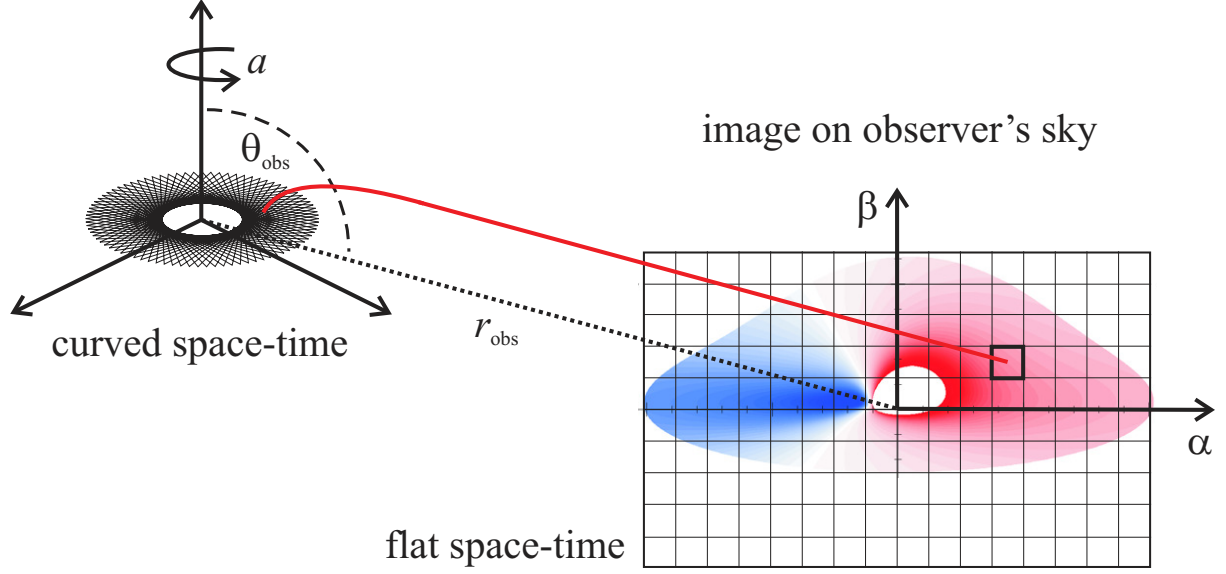 a
θobs
image on observer's sky
β
curved space-time
robs
α
flat space-time